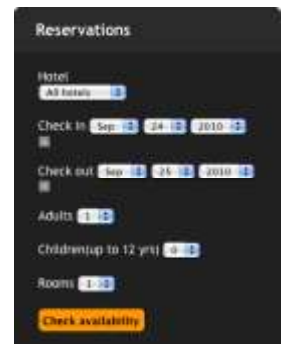 Reservations
Hotel
All hotels
Check in Sep 24 2010
Check out Sep 25 2010
Adults 1
Children(up to 12 yrs) 0
Rooms 1
Check availability